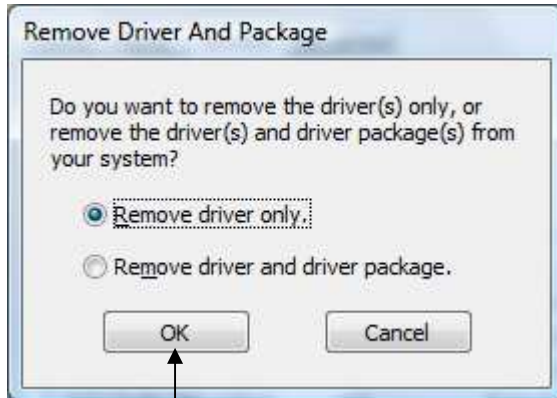 Remove Driver And Package
Do you want to remove the driver(s) only, or
remove the driver(s) and driver package(s) from
your system?
Remove driver only.
Remove driver and driver package.
OK Cancel